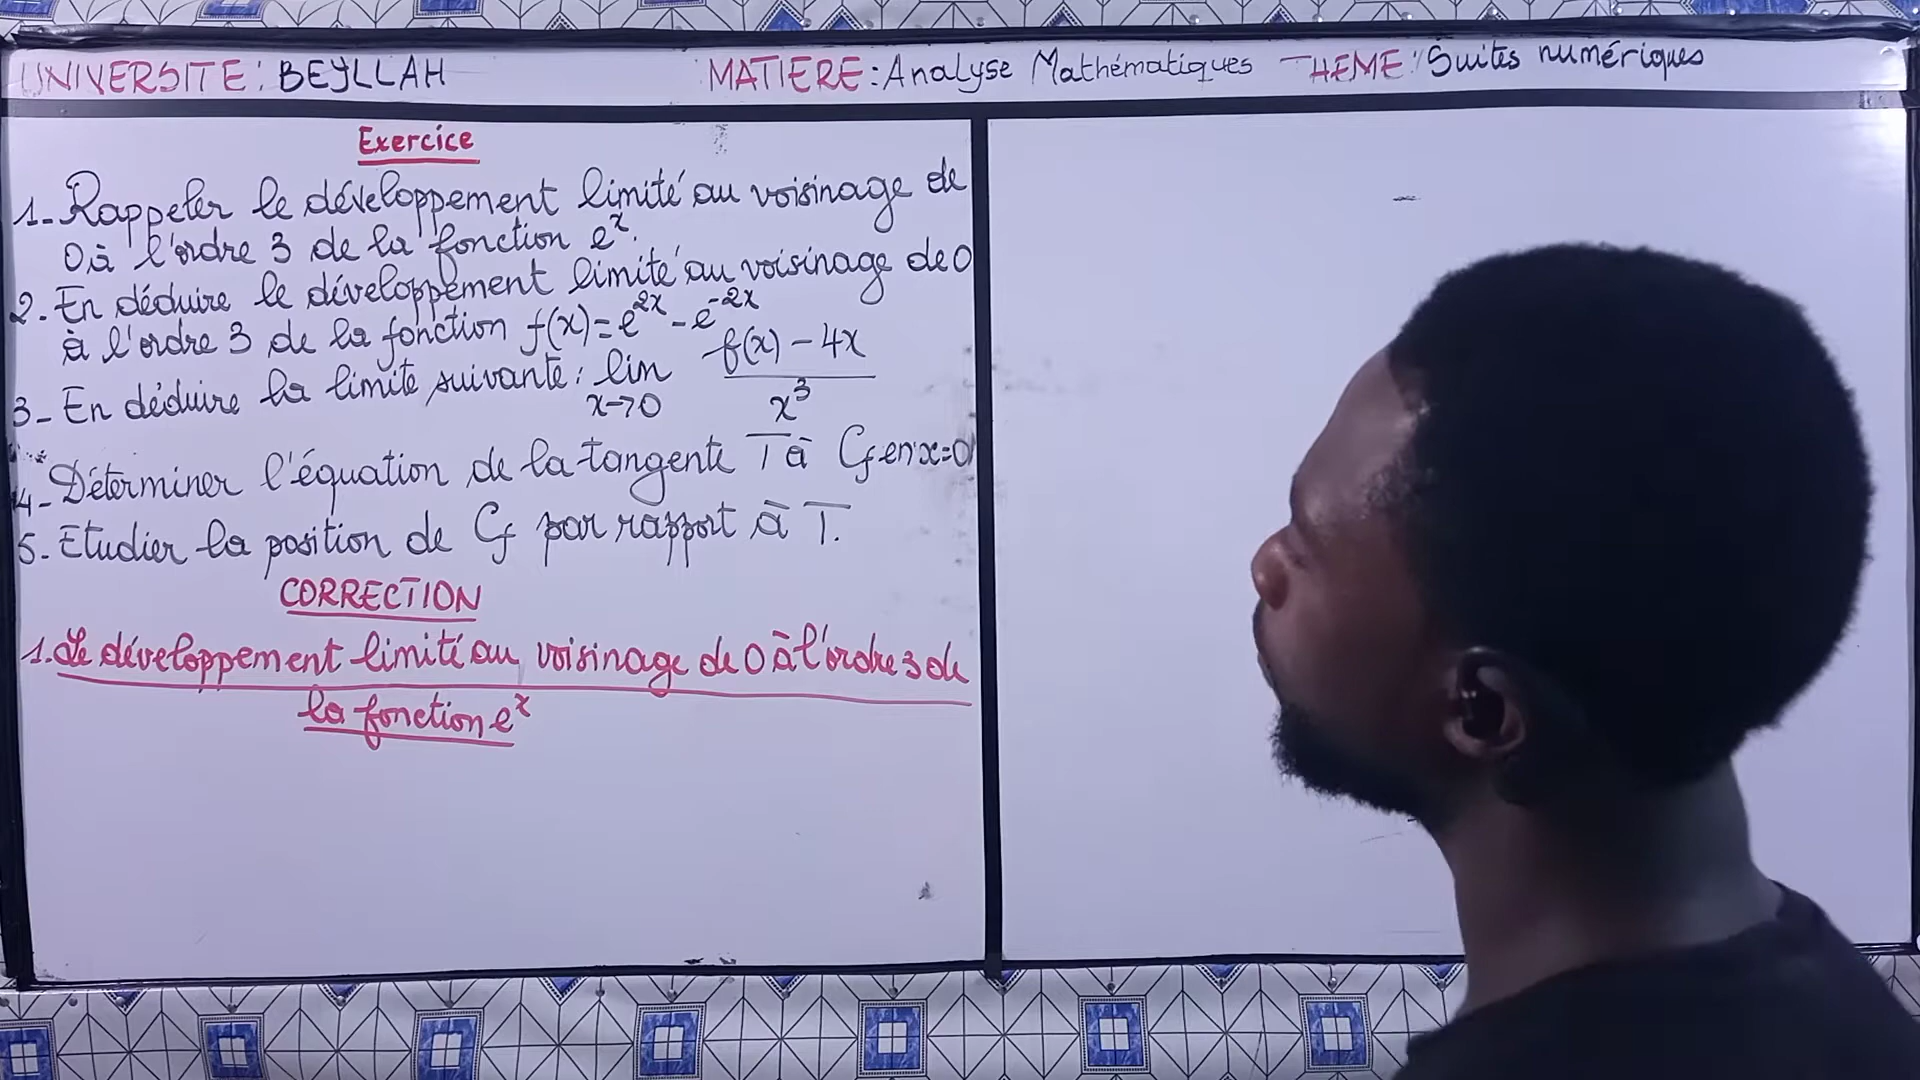 UNIVERSITE: BEYLLAH MATIERE: Analyse Mathématiques THEME: Suites numériques
Exercice
1- Rappeler le développement limité au voisinage de
0 à l'ordre 3 de la fonction eˣ.
2. En déduire le développement limité au voisinage de 0
à l'ordre 3 de la fonction f(x)=e²ˣ-e⁻²ˣ
3- En déduire la limite suivante: lim f(x)-4x
x->0 x³
4- Déterminer l'équation de la tangente T à Cf en x=0
5- Etudier la position de Cf par rapport à T.
CORRECTION
1. Le développement limité au voisinage de 0 à l'ordre 3 de
la fonction eˣ